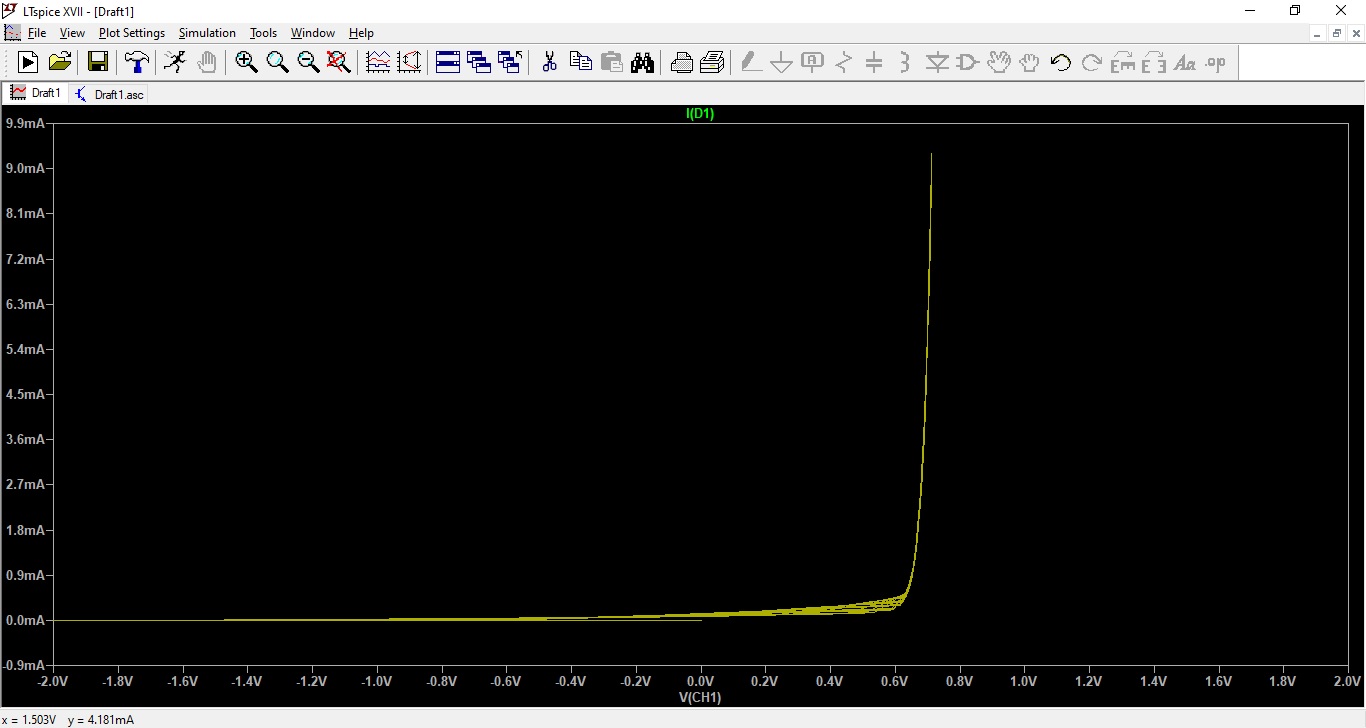 LTspice XVII - [Draft1]
File View Plot Settings Simulation Tools Window Help
Draft1 Draft1.asc
I(D1)
9.9mA
9.0mA
8.1mA
7.2mA
6.3mA
5.4mA
4.5mA
3.6mA
2.7mA
1.8mA
0.9mA
0.0mA
-0.9mA
-2.0V -1.8V -1.6V -1.4V -1.2V -1.0V -0.8V -0.6V -0.4V -0.2V 0.0V 0.2V 0.4V 0.6V 0.8V 1.0V 1.2V 1.4V 1.6V 1.8V 2.0V
V(CH1)
x = 1.503V y = 4.181mA